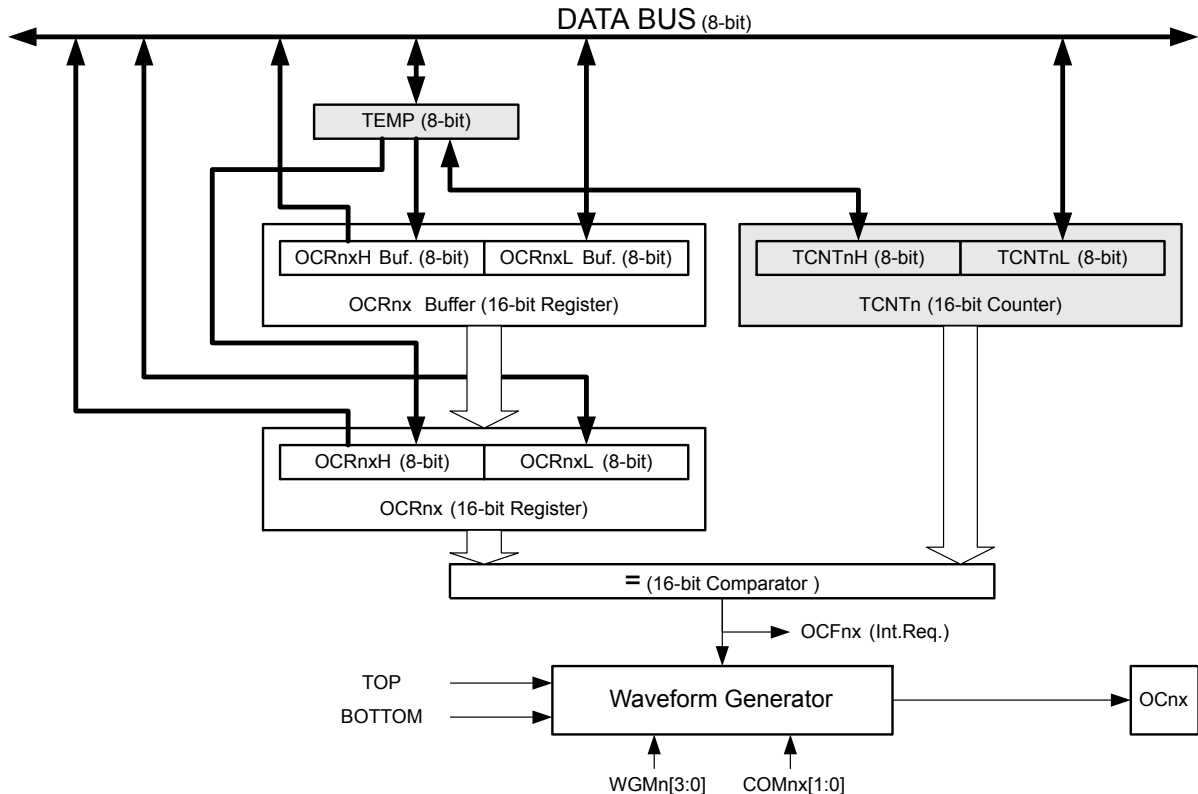 DATA BUS (8-bit)
TEMP (8-bit)
OCRnxH Buf. (8-bit)
OCRnxL Buf. (8-bit)
OCRnx Buffer (16-bit Register)
TCNTnH (8-bit)
TCNTnL (8-bit)
TCNTn (16-bit Counter)
OCRnxH (8-bit)
OCRnxL (8-bit)
OCRnx (16-bit Register)
= (16-bit Comparator )
OCFnx (Int.Req.)
TOP
BOTTOM
Waveform Generator
OCnx
WGMn[3:0]
COMnx[1:0]